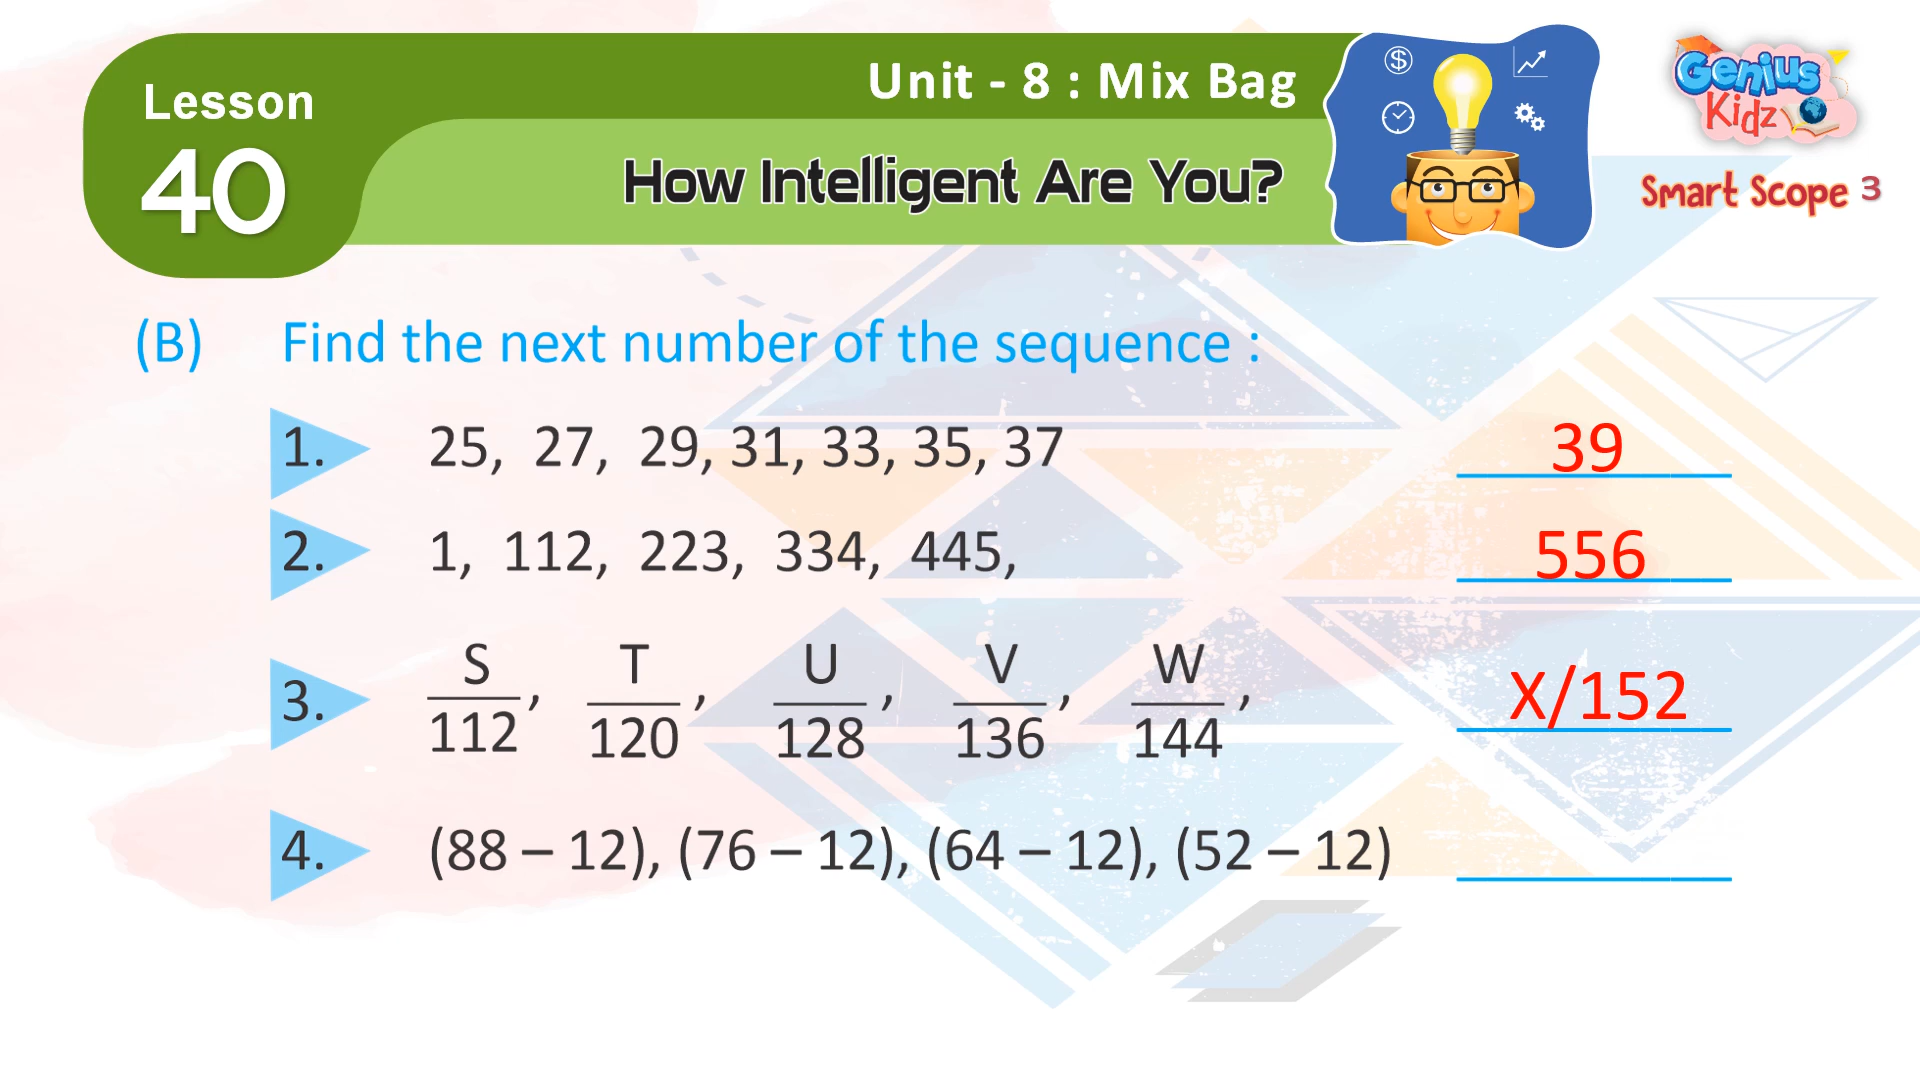 Lesson
40
Unit - 8 : Mix Bag
How Intelligent Are You?
$
Genius
Kidz
Smart Scope 3
(B) Find the next number of the sequence :
1. 25, 27, 29, 31, 33, 35, 37 39
2. 1, 112, 223, 334, 445, 556
3. S/112, T/120, U/128, V/136, W/144, X/152
4. (88 – 12), (76 – 12), (64 – 12), (52 – 12)